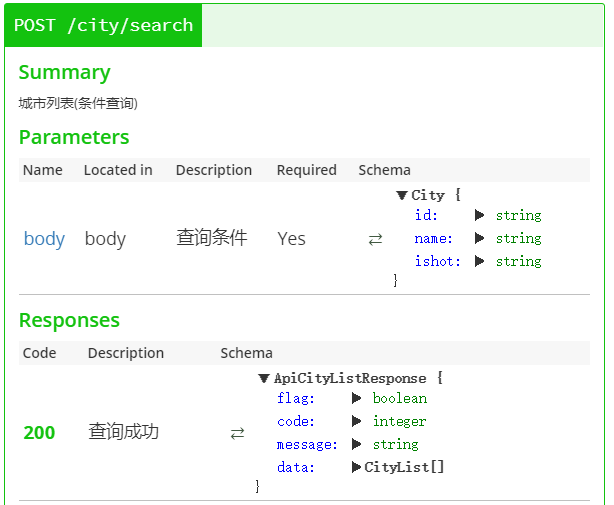 POST /city/search
Summary
城市列表(条件查询)
Parameters
Name Located in Description Required Schema
body body 查询条件 Yes ⇄ ▼City {
id: ▶ string
name: ▶ string
ishot: ▶ string
}
Responses
Code Description Schema
200 查询成功 ⇄ ▼ApiCityListResponse {
flag: ▶ boolean
code: ▶ integer
message: ▶ string
data: ▶CityList[]
}